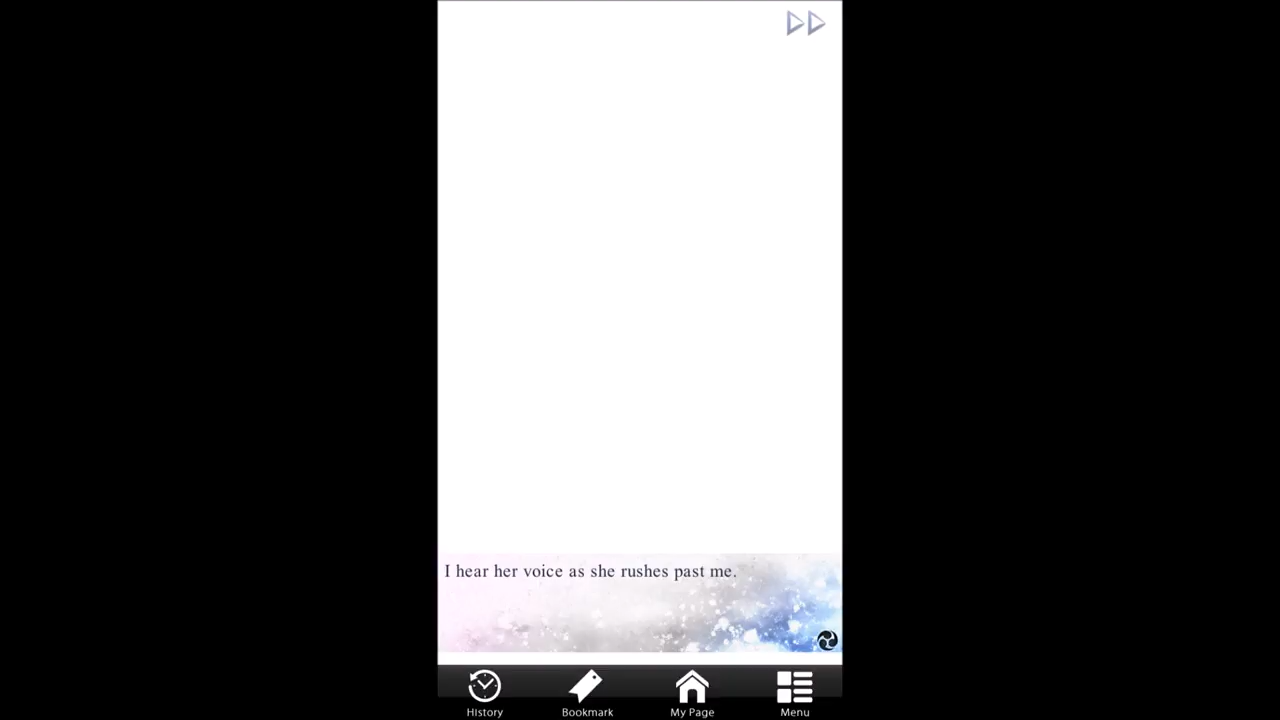 I hear her voice as she rushes past me.
History
Bookmark
My Page
Menu